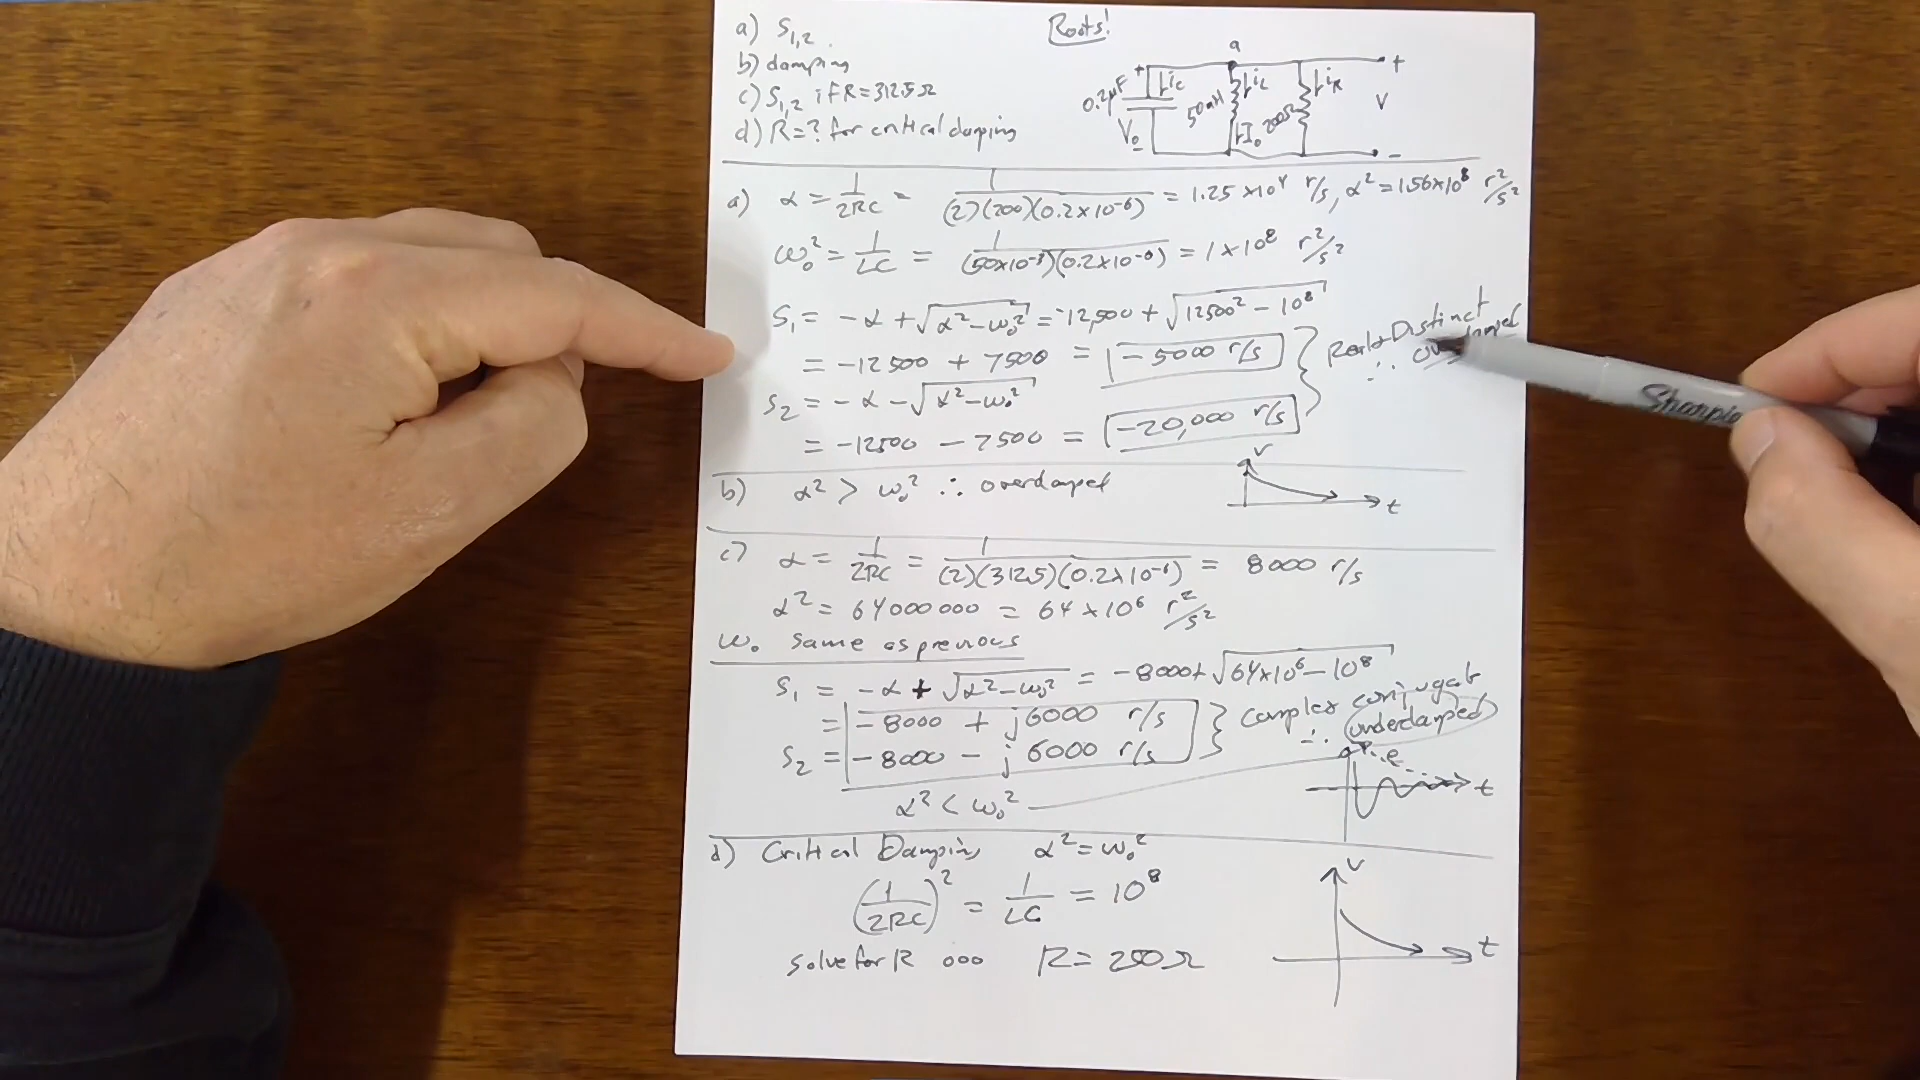 a) S₁,₂
b) damping
c) S₁,₂ if R = 312.5 Ω
d) R = ? for critical damping
Roots!
a
+ 0.2μF V₀ −
ic
50mH
iL
I₀
200Ω
iR
+ V −
a) α = 1/2RC = 1/(2)(200)(0.2×10⁻⁶) = 1.25 ×10⁴ r/s, α² = 1.56×10⁸ r²/s²
ω₀² = 1/LC = 1/(50×10⁻³)(0.2×10⁻⁶) = 1×10⁸ r²/s²
S₁ = −α + √α²−ω₀² = −12,500 + √12500² − 10⁸
= −12500 + 7500 = −5000 r/s
S₂ = −α − √α²−ω₀²
= −12500 − 7500 = −20,000 r/s
Real & Distinct
∴
b) α² > ω₀² ∴ overdamped
V
t
c) α = 1/2RC = 1/(2)(312.5)(0.2×10⁻⁶) = 8000 r/s
α² = 64000000 = 64 × 10⁶ r²/s²
ω₀ same as previous
S₁ = −α + √α²−ω₀² = −8000 + √64×10⁶ − 10⁸
= −8000 + j6000 r/s
S₂ = −8000 − j 6000 r/s
Complex conjugate
∴ underdamped
α² < ω₀²
t
d) Critical Damping α² = ω₀²
(1/2RC)² = 1/LC = 10⁸
solve for R ooo R = 250Ω
V
t
Sharpie